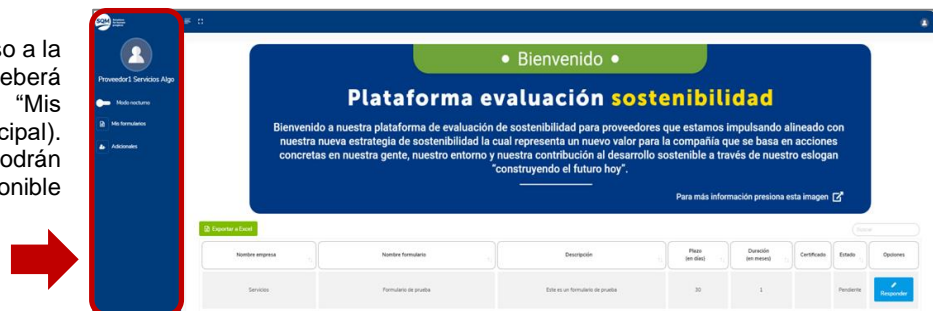 so a la
eberá
“Mis
cipal).
odrán
onible
SQM
Proveedor1 Servicios Algo
Modo nocturno
Mis formularios
Adicionales
• Bienvenido •
Plataforma evaluación sostenibilidad
Bienvenido a nuestra plataforma de evaluación de sostenibilidad para proveedores que estamos impulsando alineado con
nuestra nueva estrategia de sostenibilidad la cual representa un nuevo valor para la compañía que se basa en acciones
concretas en nuestra gente, nuestro entorno y nuestra contribución al desarrollo sostenible a través de nuestro eslogan
“construyendo el futuro hoy”.
Para más información presiona esta imagen
Exportar a Excel
Buscar
Nombre empresa Nombre formulario Descripción Plazo (en días) Duración (en meses) Certificado Estado Opciones
Servicios Formulario de prueba Este es un formulario de prueba 30 1 Pendiente Responder